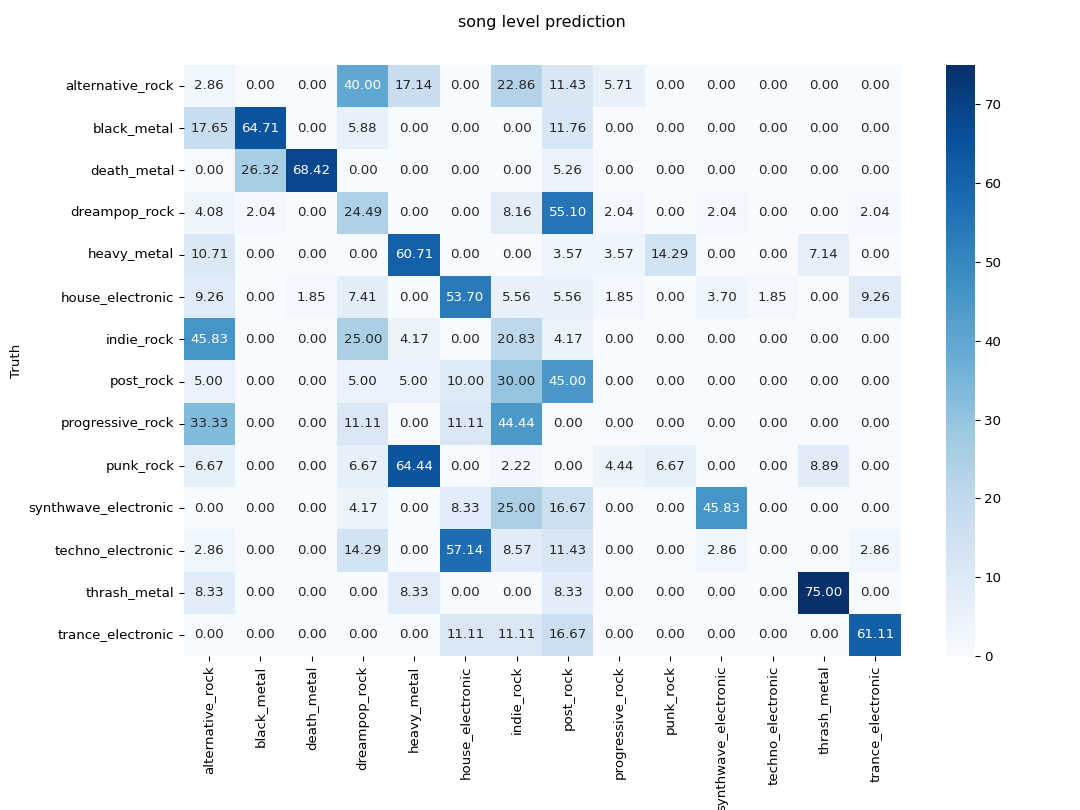 song level prediction
alternative_rock 2.86 0.00 0.00 40.00 17.14 0.00 22.86 11.43 5.71 0.00 0.00 0.00 0.00 0.00
black_metal 17.65 64.71 0.00 5.88 0.00 0.00 0.00 11.76 0.00 0.00 0.00 0.00 0.00 0.00
death_metal 0.00 26.32 68.42 0.00 0.00 0.00 0.00 5.26 0.00 0.00 0.00 0.00 0.00 0.00
dreampop_rock 4.08 2.04 0.00 24.49 0.00 0.00 8.16 55.10 2.04 0.00 2.04 0.00 0.00 2.04
heavy_metal 10.71 0.00 0.00 0.00 60.71 0.00 0.00 3.57 3.57 14.29 0.00 0.00 7.14 0.00
house_electronic 9.26 0.00 1.85 7.41 0.00 53.70 5.56 5.56 1.85 0.00 3.70 1.85 0.00 9.26
indie_rock 45.83 0.00 0.00 25.00 4.17 0.00 20.83 4.17 0.00 0.00 0.00 0.00 0.00 0.00
post_rock 5.00 0.00 0.00 5.00 5.00 10.00 30.00 45.00 0.00 0.00 0.00 0.00 0.00 0.00
progressive_rock 33.33 0.00 0.00 11.11 0.00 11.11 44.44 0.00 0.00 0.00 0.00 0.00 0.00 0.00
punk_rock 6.67 0.00 0.00 6.67 64.44 0.00 2.22 0.00 4.44 6.67 0.00 0.00 8.89 0.00
synthwave_electronic 0.00 0.00 0.00 4.17 0.00 8.33 25.00 16.67 0.00 0.00 45.83 0.00 0.00 0.00
techno_electronic 2.86 0.00 0.00 14.29 0.00 57.14 8.57 11.43 0.00 0.00 2.86 0.00 0.00 2.86
thrash_metal 8.33 0.00 0.00 0.00 8.33 0.00 0.00 8.33 0.00 0.00 0.00 0.00 75.00 0.00
trance_electronic 0.00 0.00 0.00 0.00 0.00 11.11 11.11 16.67 0.00 0.00 0.00 0.00 0.00 61.11
Truth
alternative_rock
black_metal
death_metal
dreampop_rock
heavy_metal
house_electronic
indie_rock
post_rock
progressive_rock
punk_rock
synthwave_electronic
techno_electronic
thrash_metal
trance_electronic
70
60
50
40
30
20
10
0